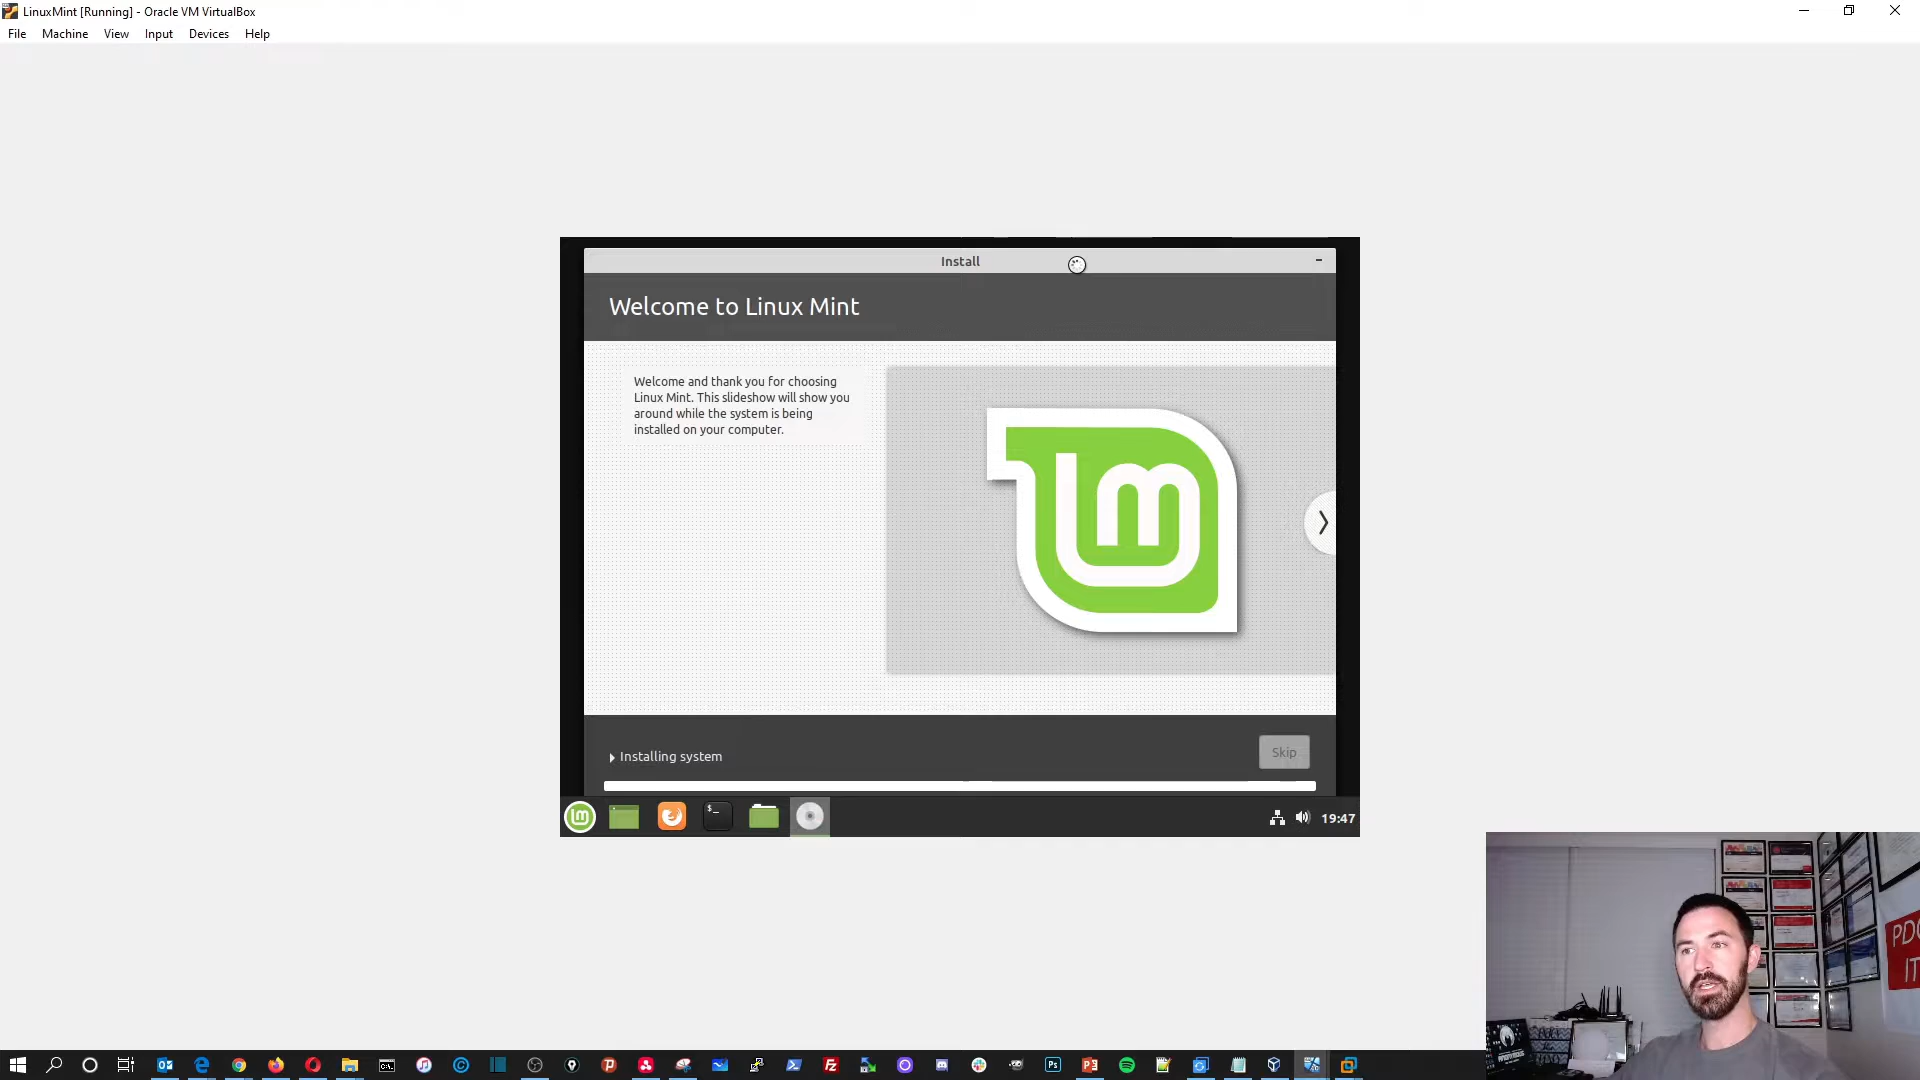 LinuxMint [Running] - Oracle VM VirtualBox
File Machine View Input Devices Help
Install
Welcome to Linux Mint
Welcome and thank you for choosing
Linux Mint. This slideshow will show you
around while the system is being
installed on your computer.
Installing system
Skip
19:47